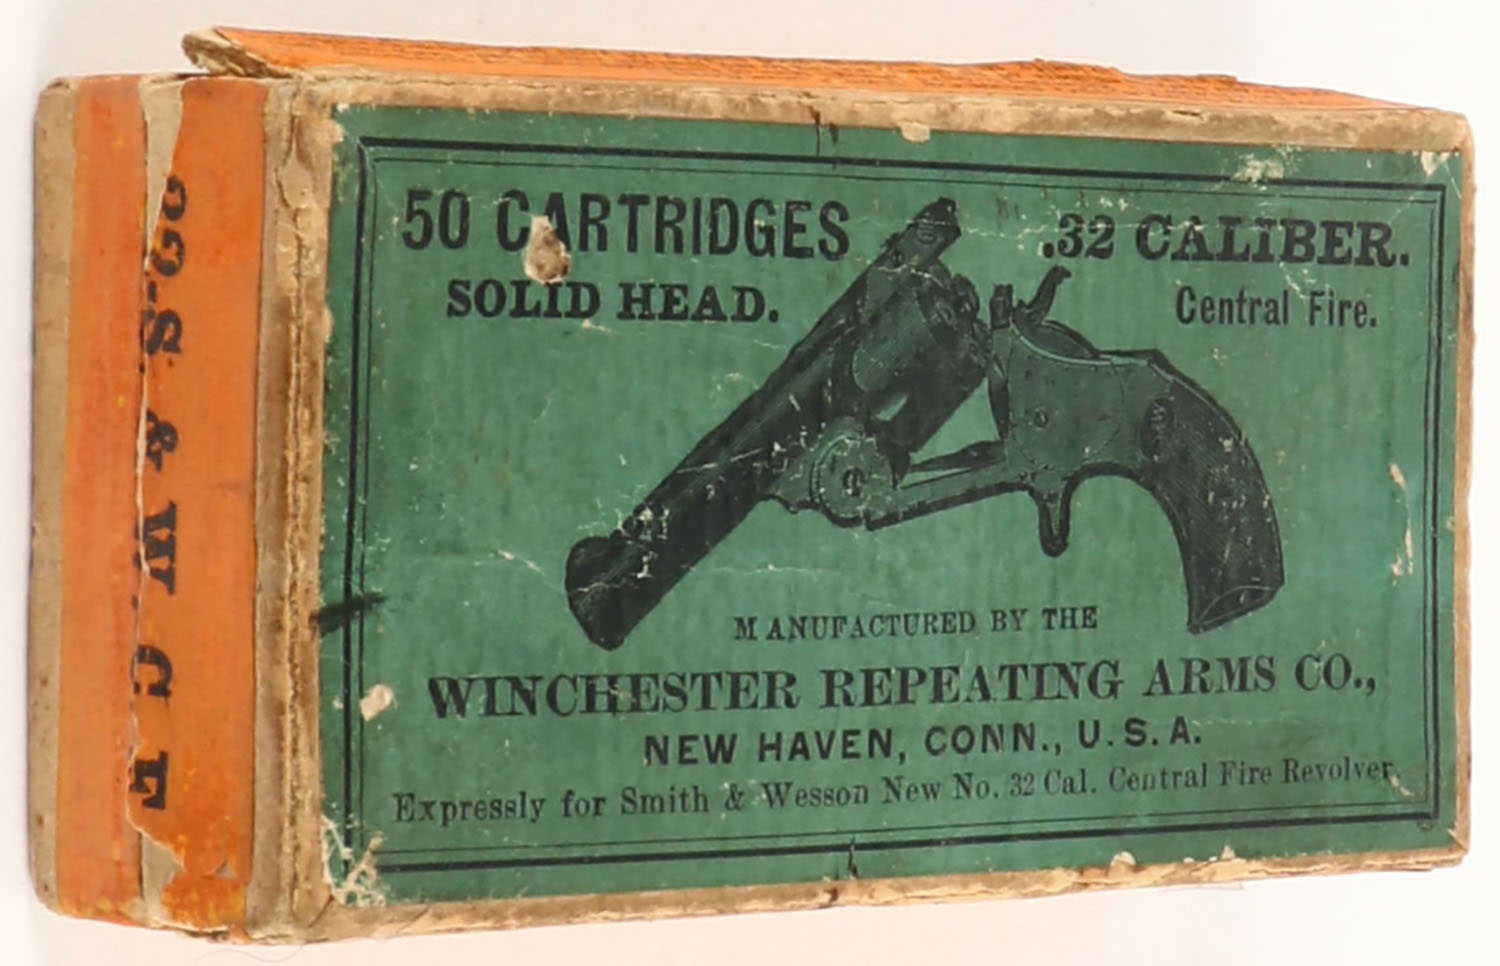 50 CARTRIDGES
SOLID HEAD.
.32 CALIBER.
Central Fire.
MANUFACTURED BY THE
WINCHESTER REPEATING ARMS CO.,
NEW HAVEN, CONN., U.S.A.
Expressly for Smith & Wesson New No. 32 Cal. Central Fire Revolver.
S. & W. C. F.